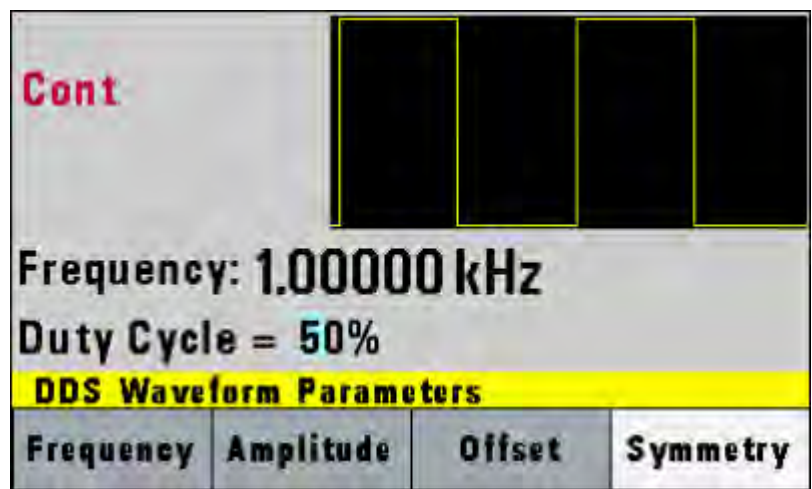 Cont
Frequency: 1.00000 kHz
Duty Cycle = 50%
DDS Waveform Parameters
Frequency Amplitude Offset Symmetry